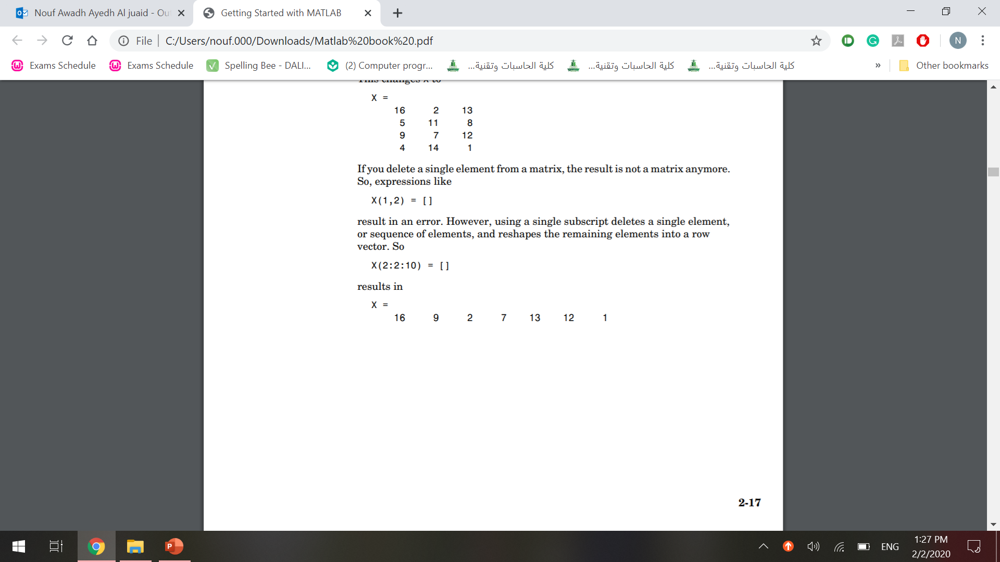 Nouf Awadh Ayedh Al juaid - Ou
Getting Started with MATLAB
File
C:/Users/nouf.000/Downloads/Matlab%20book%20.pdf
N
Exams Schedule
Exams Schedule
Spelling Bee - DALI...
(2) Computer progr...
كلية الحاسبات وتقنية...
كلية الحاسبات وتقنية...
كلية الحاسبات وتقنية...
»
Other bookmarks
This changes X to
X =
16 2 13
5 11 8
9 7 12
4 14 1
If you delete a single element from a matrix, the result is not a matrix anymore.
So, expressions like
X(1,2) = []
result in an error. However, using a single subscript deletes a single element,
or sequence of elements, and reshapes the remaining elements into a row
vector. So
X(2:2:10) = []
results in
X =
16 9 2 7 13 12 1
2-17
ENG
1:27 PM
2/2/2020